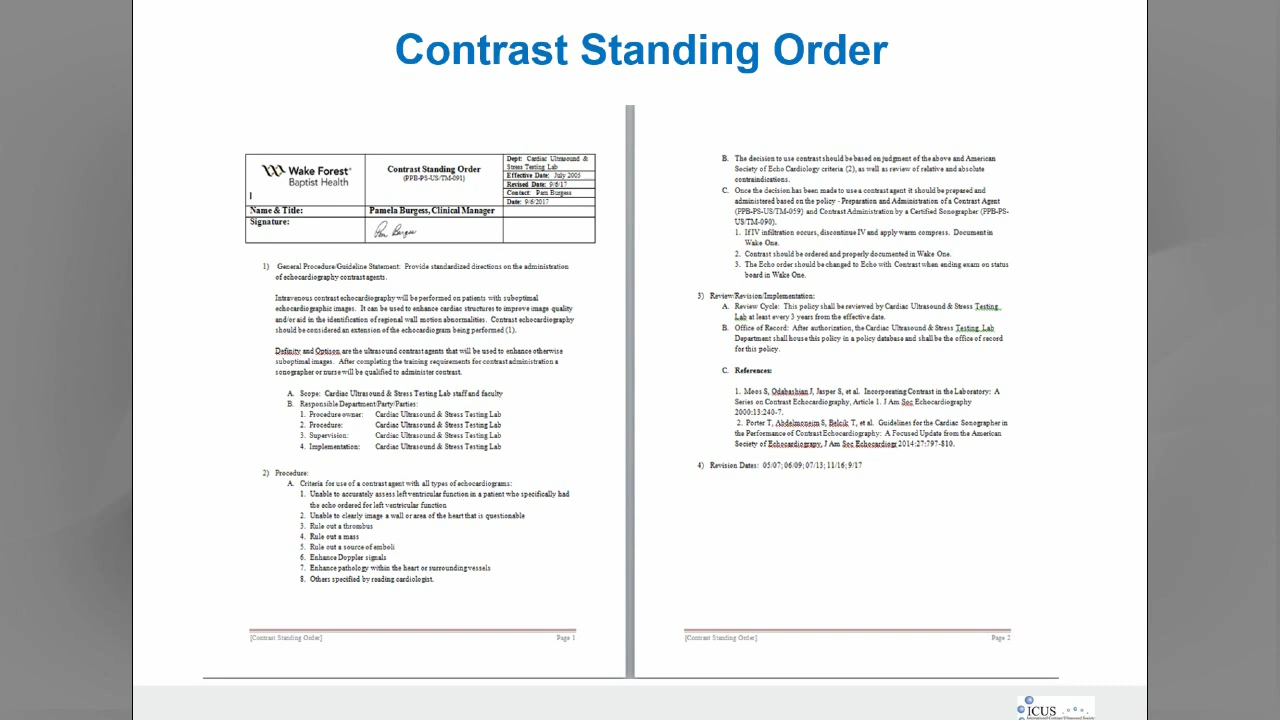 Contrast Standing Order
Wake Forest®
Baptist Health
Contrast Standing Order
(PPB-PS-US/TM-091)
Dept: Cardiac Ultrasound &
Stress Testing Lab
Effective Date: July 2005
Revised Date: 9/6/17
Contact: Pam Burgess
Date: 9/6/2017
Name & Title:
Pamela Burgess, Clinical Manager
Signature:
Pam Burgess
1) General Procedure/Guideline Statement: Provide standardized directions on the administration
of echocardiography contrast agents.
Intravenous contrast echocardiography will be performed on patients with suboptimal
echocardiographic images. It can be used to enhance cardiac structures to improve image quality
and/or aid in the identification of regional wall motion abnormalities. Contrast echocardiography
should be considered an extension of the echocardiogram being performed (1).
Definity and Optison are the ultrasound contrast agents that will be used to enhance otherwise
suboptimal images. After completing the training requirements for contrast administration a
sonographer or nurse will be qualified to administer contrast.
A. Scope: Cardiac Ultrasound & Stress Testing Lab staff and faculty
B. Responsible Department/Party/Parties:
1. Procedure owner: Cardiac Ultrasound & Stress Testing Lab
2. Procedure: Cardiac Ultrasound & Stress Testing Lab
3. Supervision: Cardiac Ultrasound & Stress Testing Lab
4. Implementation: Cardiac Ultrasound & Stress Testing Lab
2) Procedure:
A. Criteria for use of a contrast agent with all types of echocardiograms:
1. Unable to accurately assess left ventricular function in a patient who specifically had
the echo ordered for left ventricular function
2. Unable to clearly image a wall or area of the heart that is questionable
3. Rule out a thrombus
4. Rule out a mass
5. Rule out a source of emboli
6. Enhance Doppler signals
7. Enhance pathology within the heart or surrounding vessels
8. Others specified by reading cardiologist.
[Contrast Standing Order] Page 1
B. The decision to use contrast should be based on judgment of the above and American
Society of Echo Cardiology criteria (2), as well as review of relative and absolute
contraindications.
C. Once the decision has been made to use a contrast agent it should be prepared and
administered based on the policy - Preparation and Administration of a Contrast Agent
(PPB-PS-US/TM-059) and Contrast Administration by a Certified Sonographer (PPB-PS-
US/TM-090).
1. If IV infiltration occurs, discontinue IV and apply warm compress. Document in
Wake One.
2. Contrast should be ordered and properly documented in Wake One.
3. The Echo order should be changed to Echo with Contrast when ending exam on status
board in Wake One.
3) Review/Revision/Implementation:
A. Review Cycle: This policy shall be reviewed by Cardiac Ultrasound & Stress Testing
Lab at least every 3 years from the effective date.
B. Office of Record: After authorization, the Cardiac Ultrasound & Stress Testing Lab
Department shall house this policy in a policy database and shall be the office of record
for this policy.
C. References:
1. Moos S, Odabashian J, Jasper S, et al. Incorporating Contrast in the Laboratory: A
Series on Contrast Echocardiography, Article 1. J Am Soc Echocardiography
2000:13:240-7.
2. Porter T, Abdelmoneim S, Belcik T, et al. Guidelines for the Cardiac Sonographer in
the Performance of Contrast Echocardiography: A Focused Update from the American
Society of Echocardiograpy, J Am Soc Echocardiogr 2014:27:797-810.
4) Revision Dates: 05/07; 06/09; 07/13; 11/16; 9/17
[Contrast Standing Order] Page 2
ICUS
International Contrast Ultrasound Society